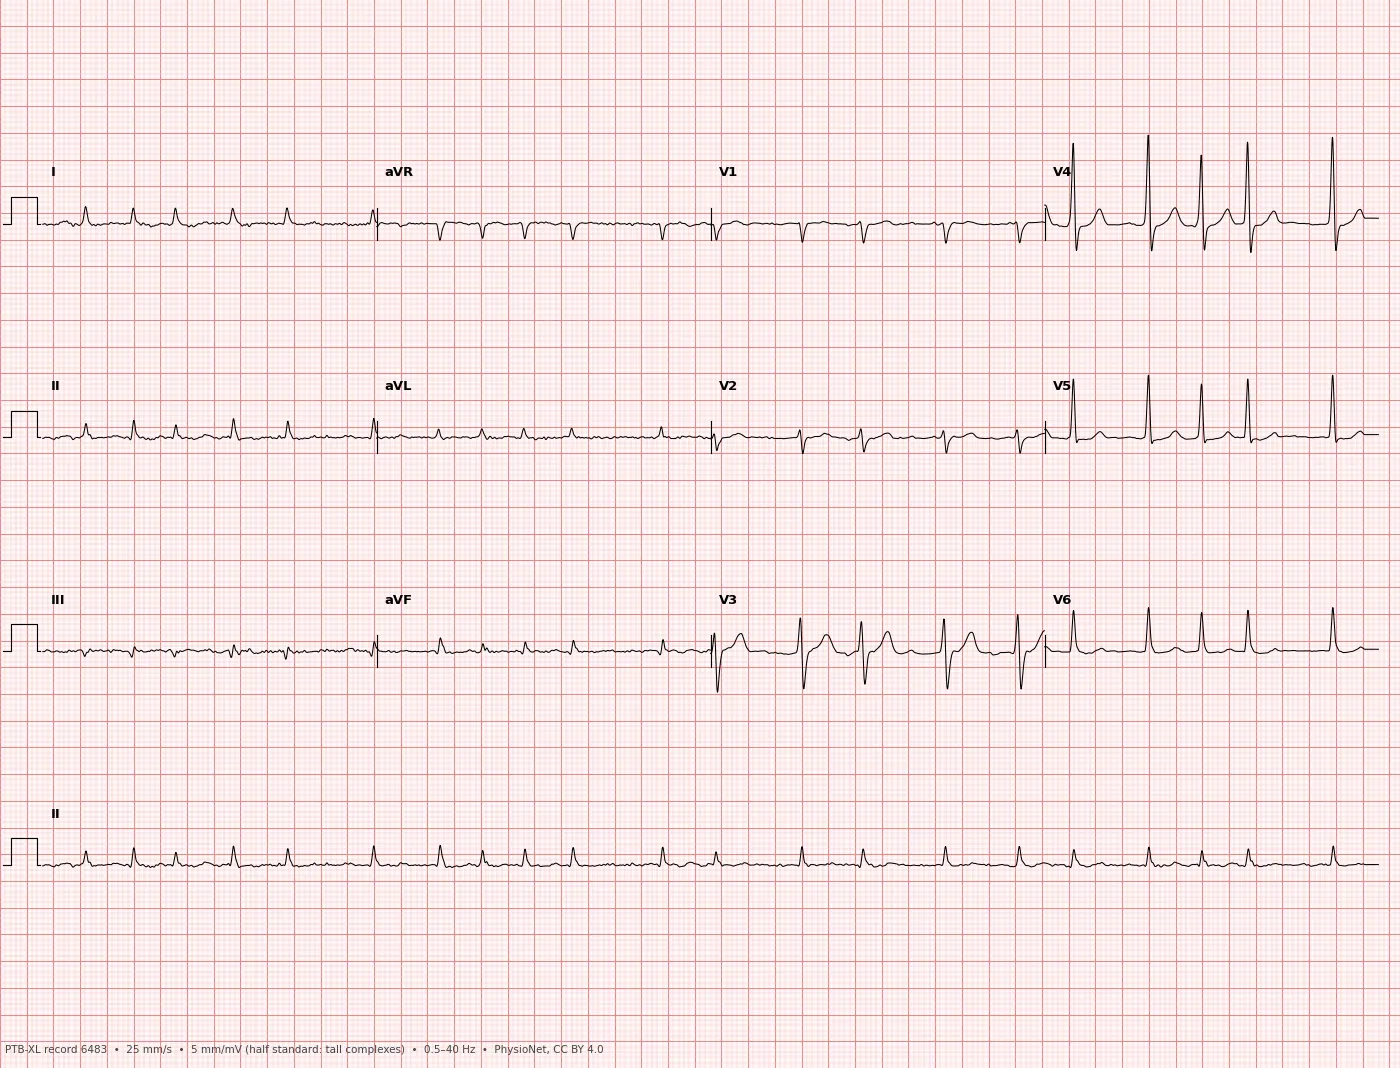 I aVR V1 V4
II aVL V2 V5
III aVF V3 V6
II
PTB-XL record 6483 • 25 mm/s • 5 mm/mV (half standard: tall complexes) • 0.5–40 Hz • PhysioNet, CC BY 4.0